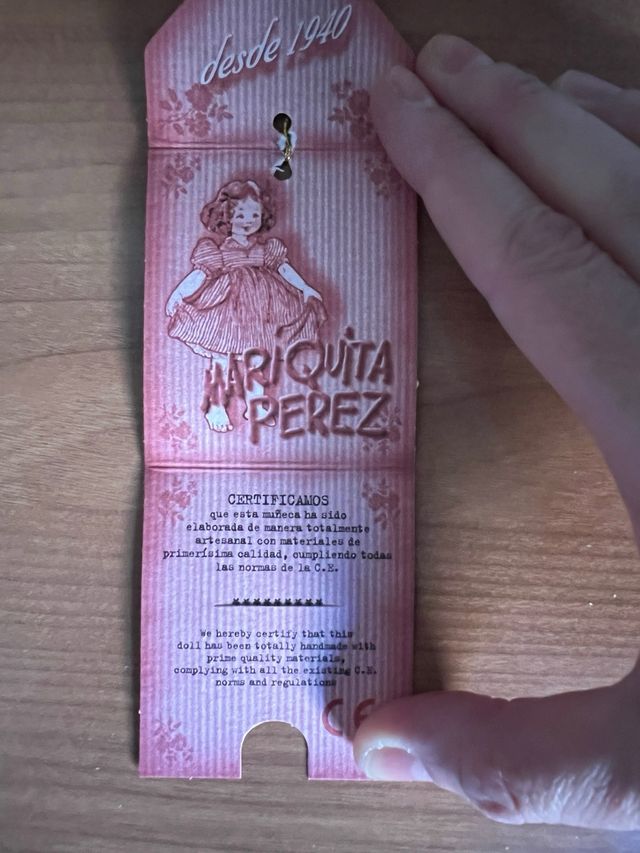 desde 1940
MARIQUITA
PEREZ
CERTIFICAMOS
que esta muñeca ha sido
elaborada de manera totalmente
artesanal con materiales de
primerísima calidad, cumpliendo todas
las normas de la C.E.
We hereby certify that this
doll has been totally handmade with
prime quality materials,
complying with all the existing C.E.
norms and regulations
CE